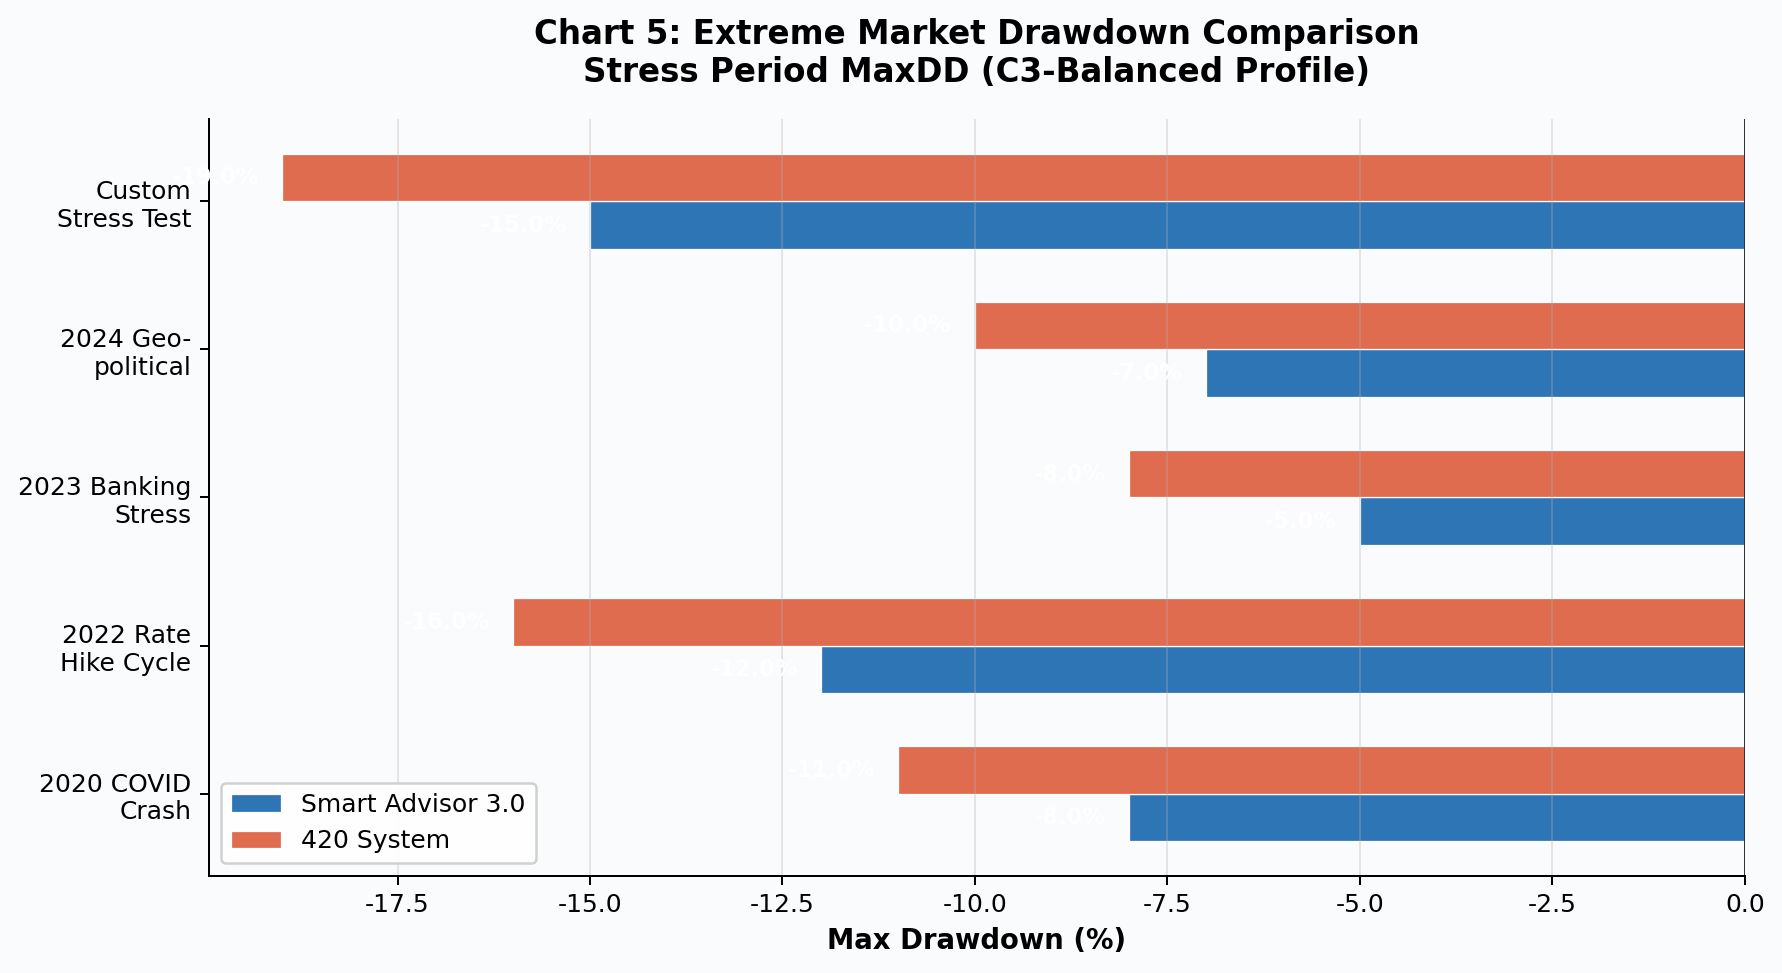 Chart 5: Extreme Market Drawdown Comparison
Stress Period MaxDD (C3-Balanced Profile)
Custom
Stress Test
-19.0%
-15.0%
2024 Geo-
political
-10.0%
-7.0%
2023 Banking
Stress
-8.0%
-5.0%
2022 Rate
Hike Cycle
-16.0%
-12.0%
2020 COVID
Crash
-11.0%
-8.0%
Smart Advisor 3.0
420 System
-17.5
-15.0
-12.5
-10.0
-7.5
-5.0
-2.5
0.0
Max Drawdown (%)